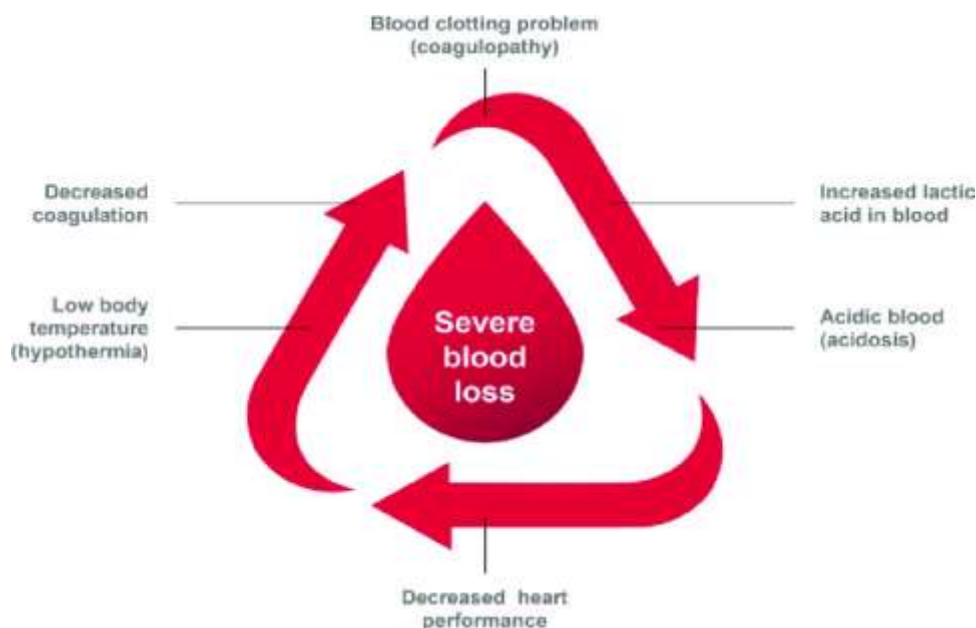 Blood clotting problem
(coagulopathy)
Decreased
coagulation
Increased lactic
acid in blood
Low body
temperature
(hypothermia)
Acidic blood
(acidosis)
Severe
blood
loss
Decreased heart
performance